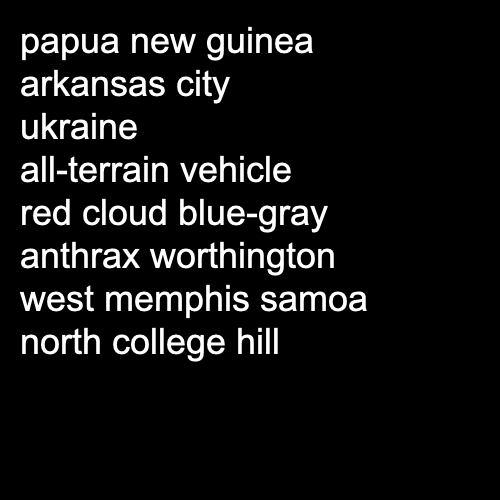 papua new guinea
arkansas city
ukraine
all-terrain vehicle
red cloud blue-gray
anthrax worthington
west memphis samoa
north college hill